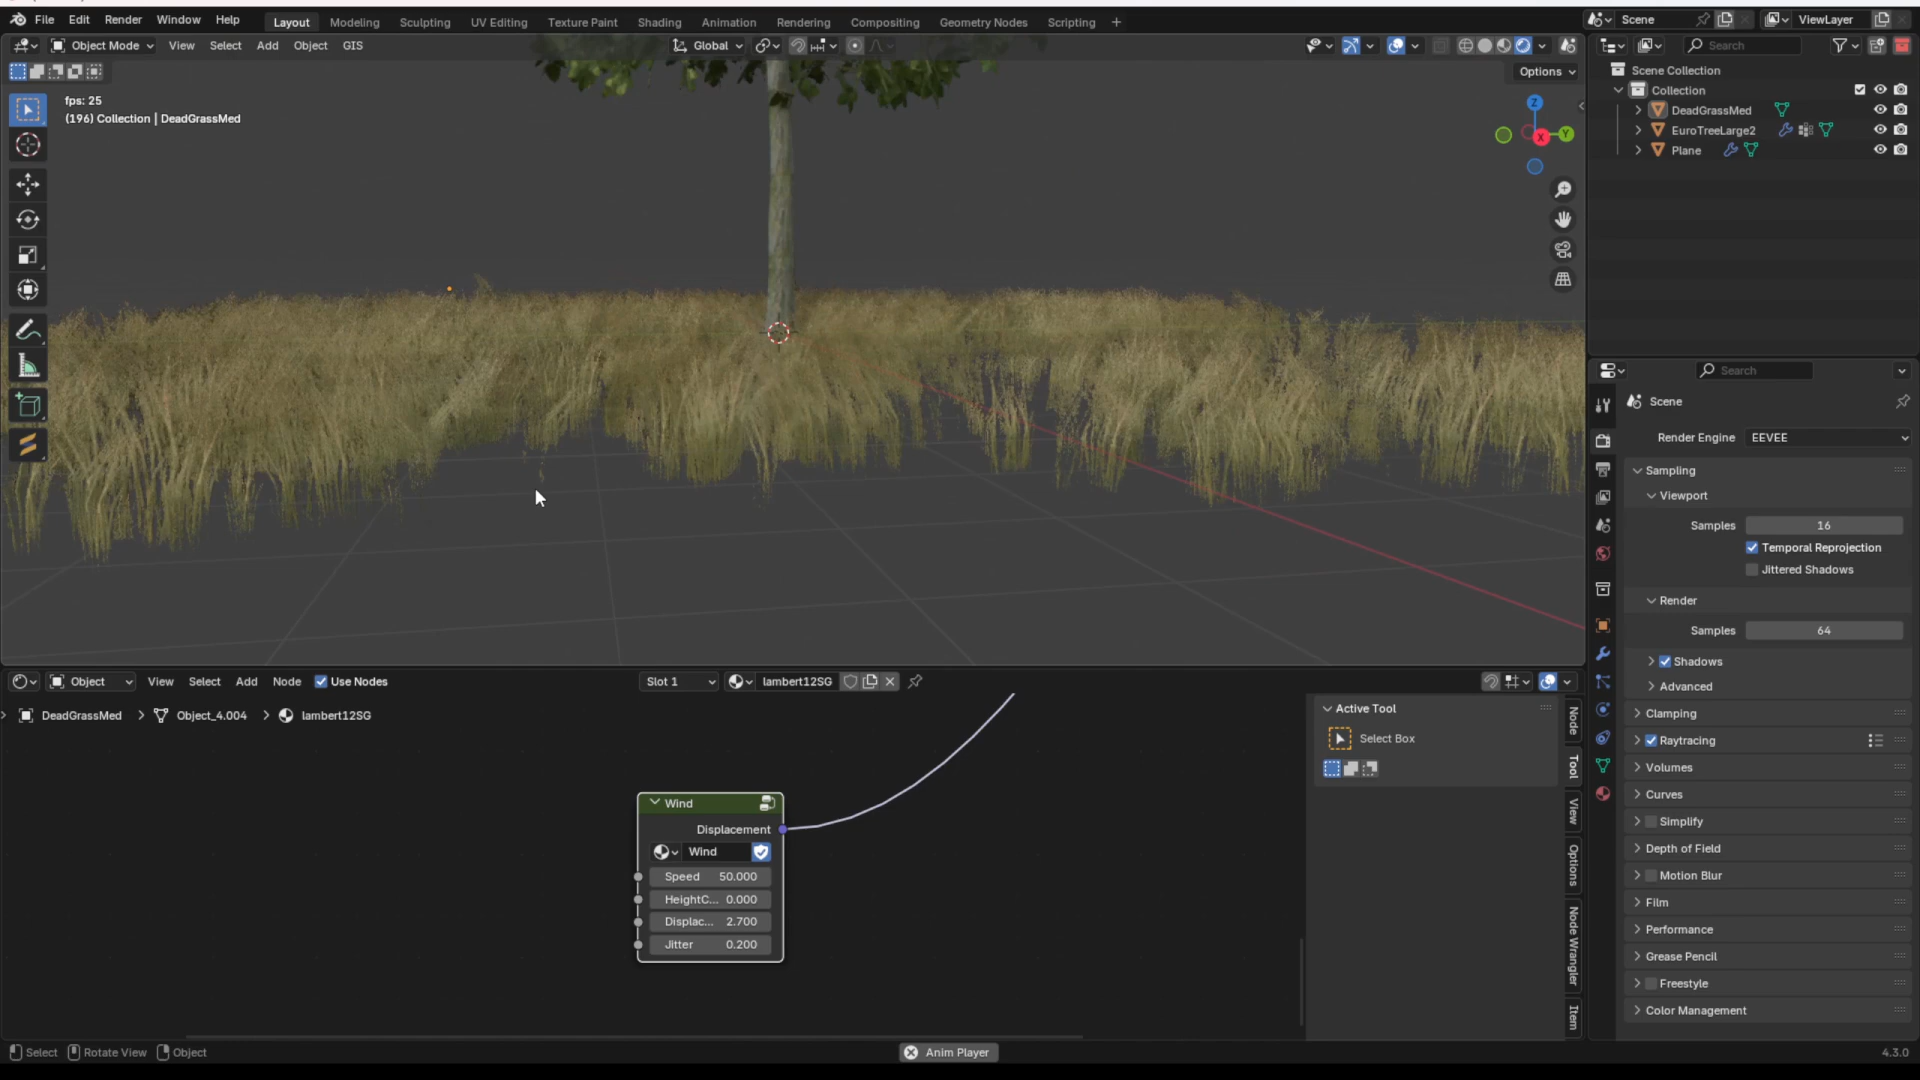 File Edit Render Window Help Layout Modeling Sculpting UV Editing Texture Paint Shading Animation Rendering Compositing Geometry Nodes Scripting + Scene ViewLayer
Object Mode View Select Add Object GIS Global Search
Options
fps: 25
(196) Collection | DeadGrassMed
Z
X
Y
Scene Collection
Collection
DeadGrassMed
EuroTreeLarge2
Plane
Search
Scene
Render Engine EEVEE
Sampling
Viewport
Samples 16
Temporal Reprojection
Jittered Shadows
Render
Samples 64
Shadows
Advanced
Clamping
Raytracing
Volumes
Curves
Simplify
Depth of Field
Motion Blur
Film
Performance
Grease Pencil
Freestyle
Color Management
Object View Select Add Node Use Nodes Slot 1 lambert12SG
DeadGrassMed Object_4.004 lambert12SG
Wind
Displacement
Wind
Speed 50.000
HeightC... 0.000
Displac... 2.700
Jitter 0.200
Active Tool
Select Box
Node
Tool
View
Options
Node Wrangler
Item
Select Rotate View Object Anim Player 4.3.0